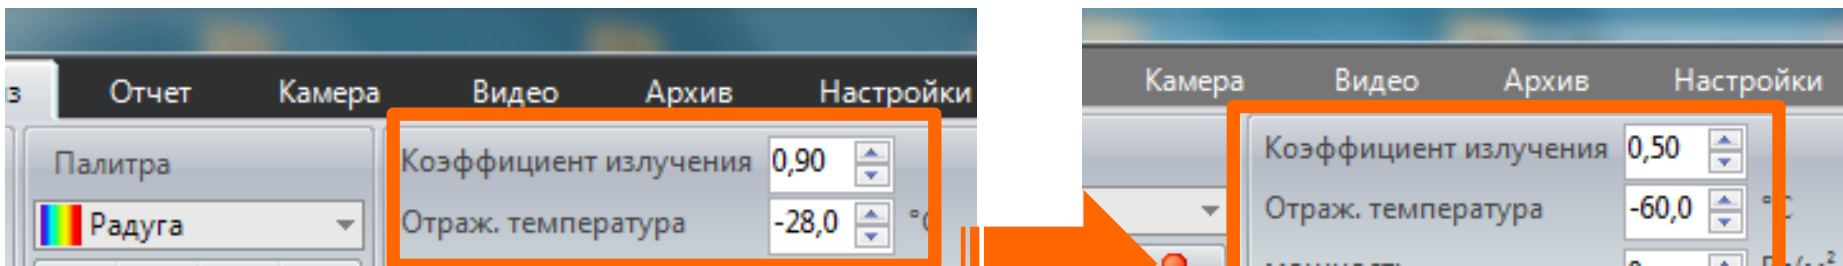 з Отчет Камера Видео Архив Настройки
Палитра
Радуга
Коэффициент излучения 0,90
Отраж. температура -28,0 °C
Камера Видео Архив Настройки
Коэффициент излучения 0,50
Отраж. температура -60,0 °C